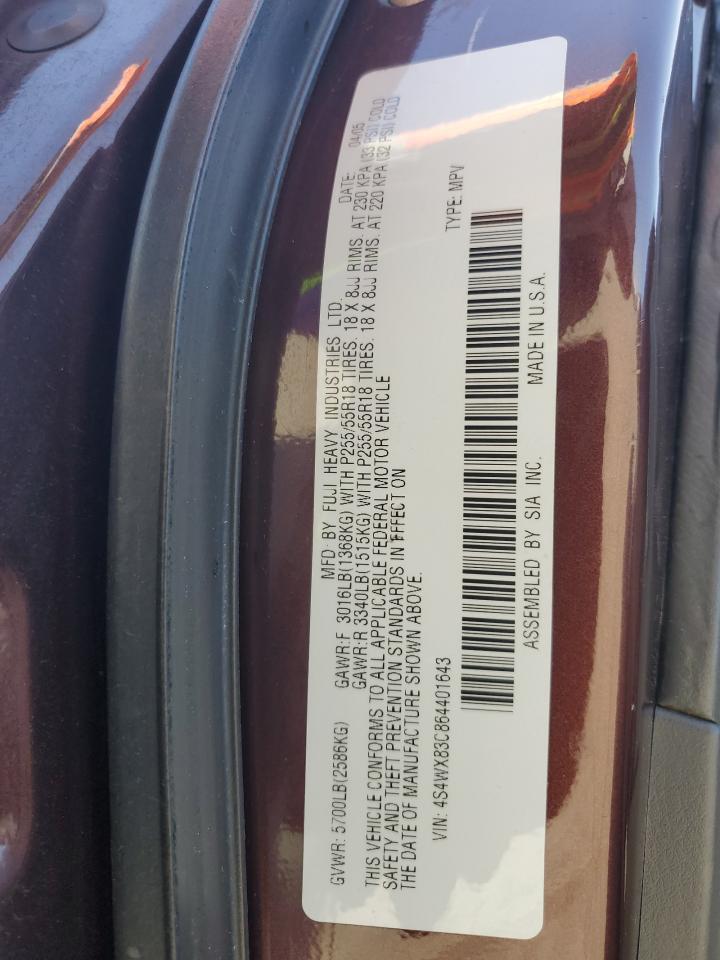 MFD BY FUJI HEAVY INDUSTRIES LTD. DATE: 04/05
GVWR: 5700LB(2586KG) GAWR:F 3016LB(1368KG) WITH P255/55R18 TIRES. 18 X 8JJ RIMS. AT 230 KPA (33 PSI) COLD
GAWR:R 3340LB(1515KG) WITH P255/55R18 TIRES. 18 X 8JJ RIMS. AT 220 KPA (32 PSI) COLD
THIS VEHICLE CONFORMS TO ALL APPLICABLE FEDERAL MOTOR VEHICLE
SAFETY AND THEFT PREVENTION STANDARDS IN EFFECT ON
THE DATE OF MANUFACTURE SHOWN ABOVE.
VIN: 4S4WX83C864401643 TYPE: MPV
ASSEMBLED BY SIA INC. MADE IN U.S.A.